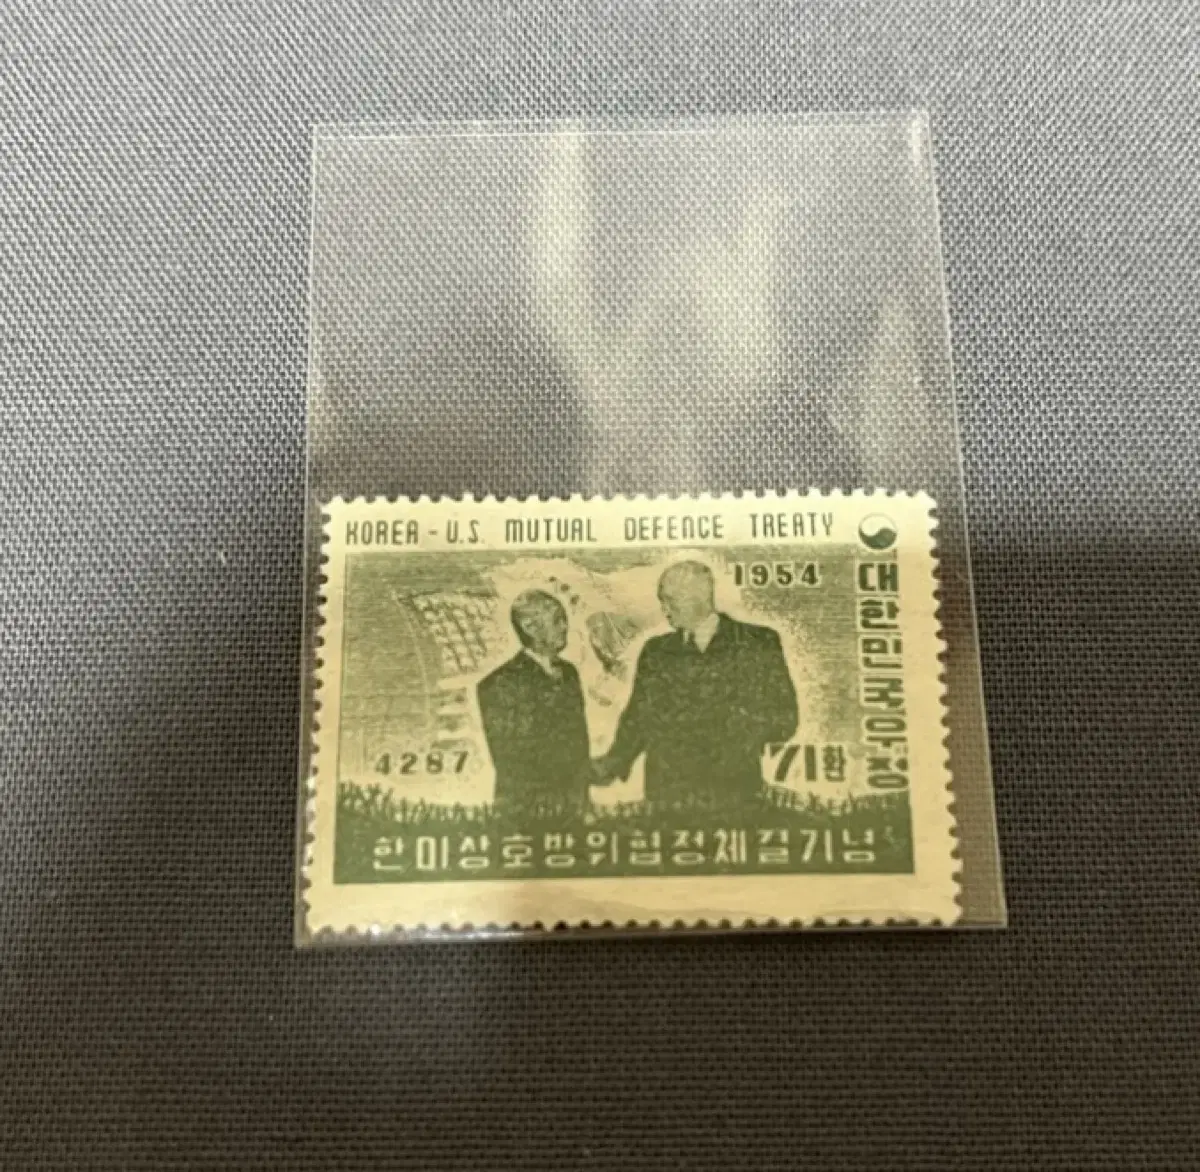 KOREA - U.S. MUTUAL DEFENCE TREATY
1954
대한민국우정
4287
71환
한미상호방위협정체결기념